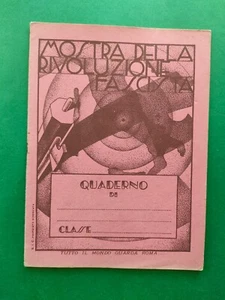 MOSTRA DELLA
RIVOLUZIONE
FASCISTA
QUADERNO
DI
CLASSE
TUTTO IL MONDO GUARDA ROMA